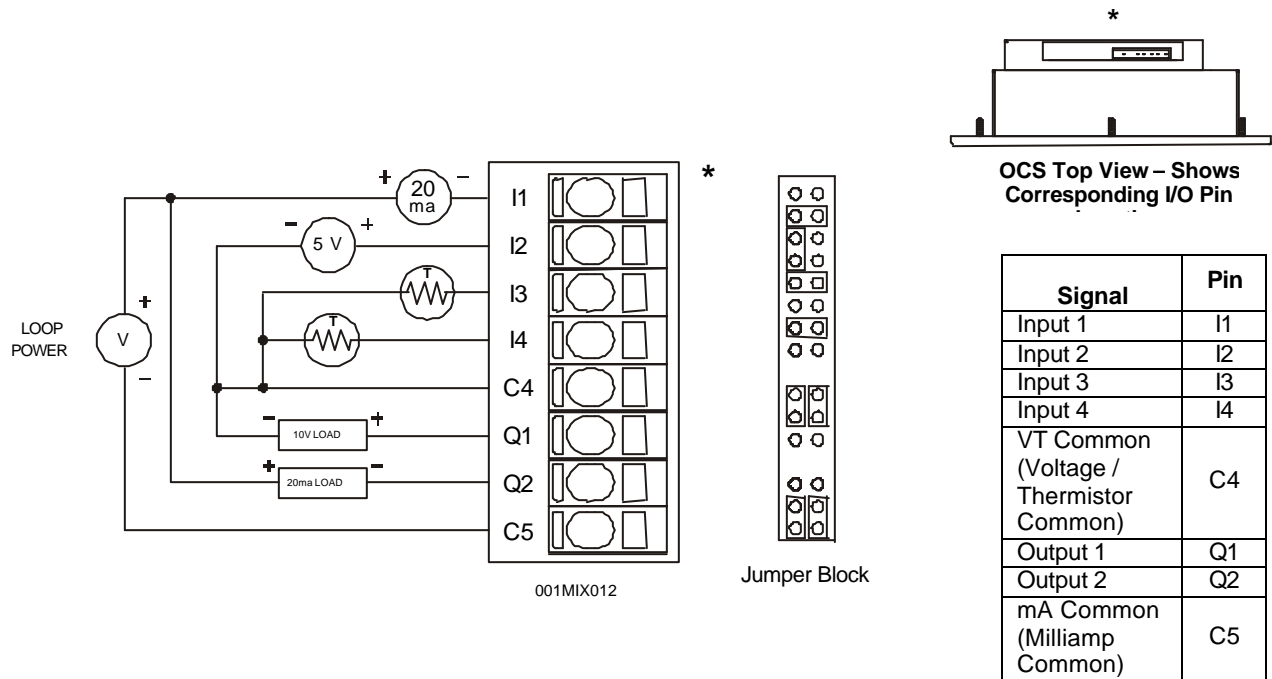 *
OCS Top View – Shows
Corresponding I/O Pin
LOOP
POWER
+
V
–
+
20
ma
–
–
5 V
+
T
T
–
10V LOAD
+
+
20ma LOAD
–
I1
I2
I3
I4
C4
Q1
Q2
C5
001MIX012
*
Jumper Block
Signal Pin
Input 1 I1
Input 2 I2
Input 3 I3
Input 4 I4
VT Common
(Voltage /
Thermistor
Common) C4
Output 1 Q1
Output 2 Q2
mA Common
(Milliamp
Common) C5